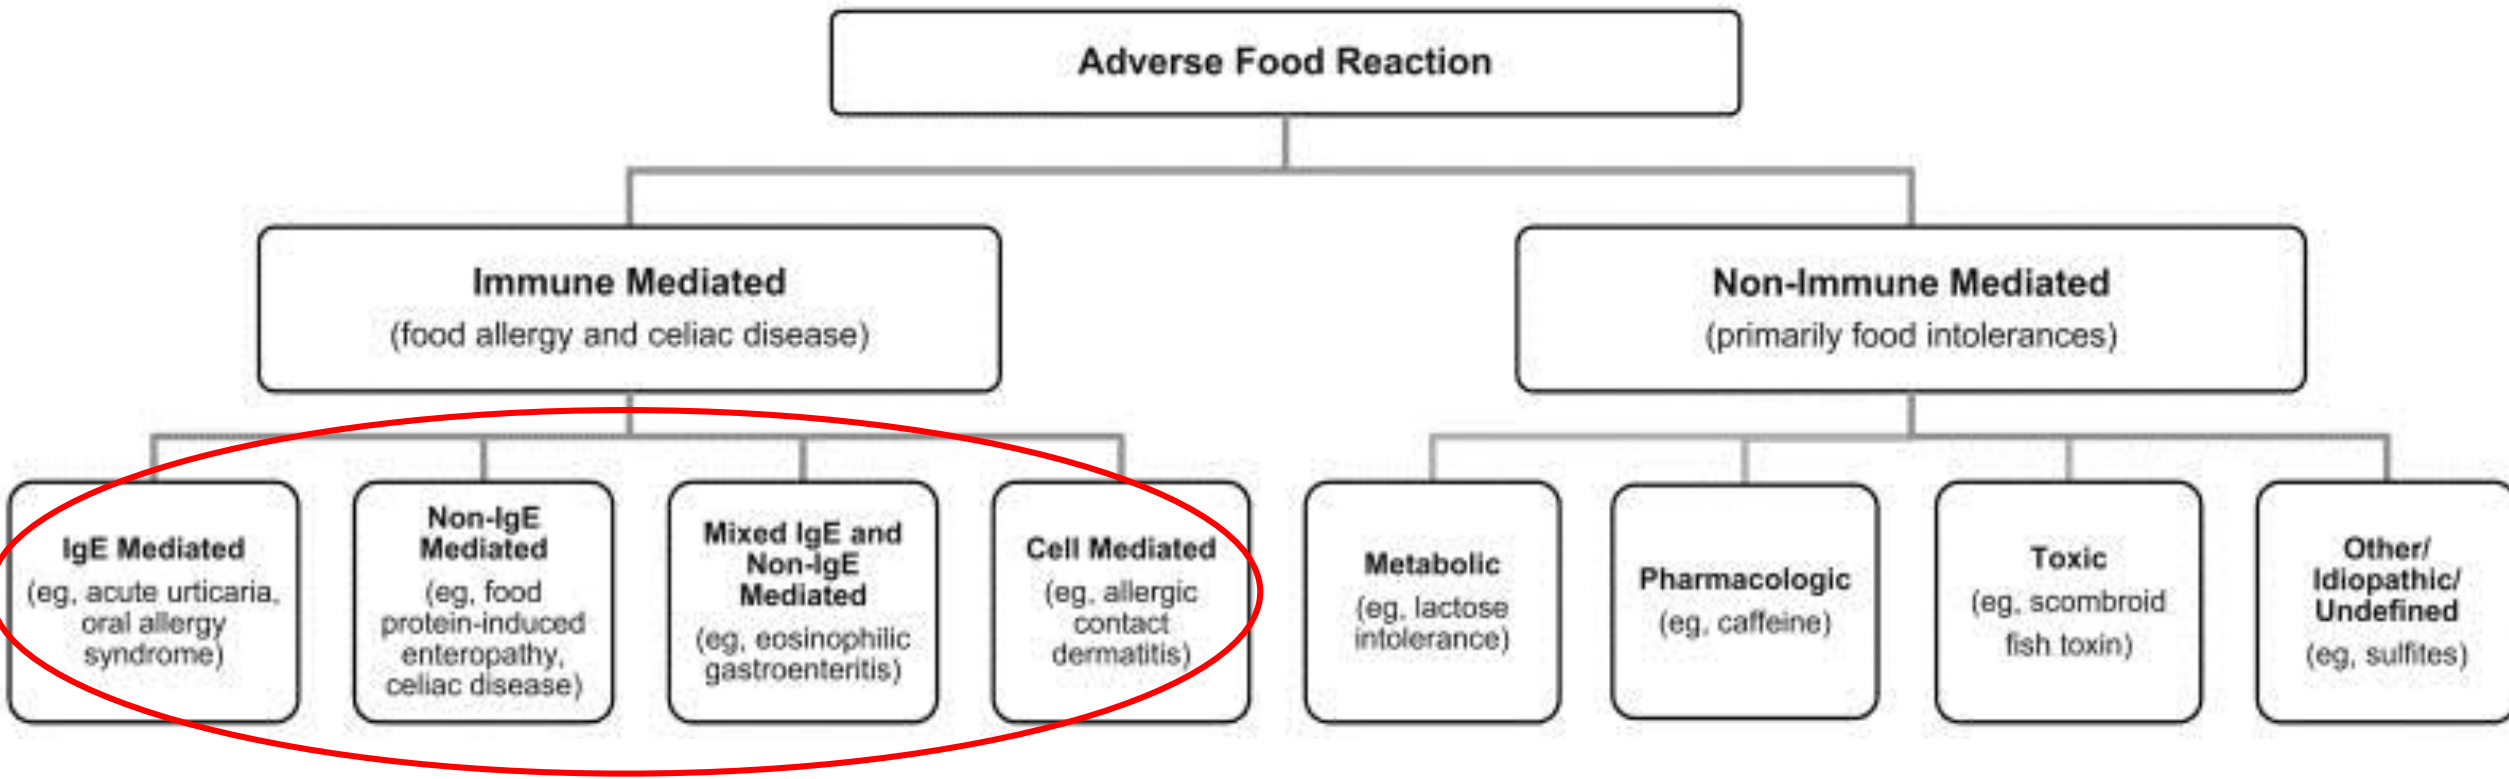 Adverse Food Reaction
Immune Mediated
(food allergy and celiac disease)
Non-Immune Mediated
(primarily food intolerances)
IgE Mediated
(eg, acute urticaria,
oral allergy
syndrome)
Non-IgE
Mediated
(eg, food
protein-induced
enteropathy,
celiac disease)
Mixed IgE and
Non-IgE
Mediated
(eg, eosinophilic
gastroenteritis)
Cell Mediated
(eg, allergic
contact
dermatitis)
Metabolic
(eg, lactose
intolerance)
Pharmacologic
(eg, caffeine)
Toxic
(eg, scombroid
fish toxin)
Other/
Idiopathic/
Undefined
(eg, sulfites)